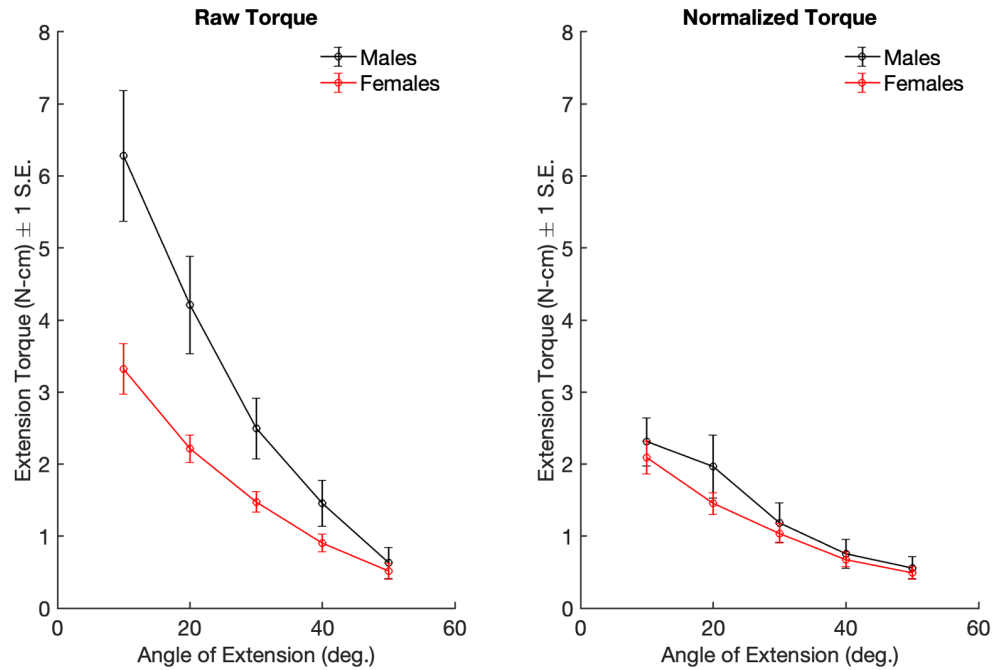 Raw Torque
Extension Torque (N-cm) ± 1 S.E.
8
7
6
5
4
3
2
1
0
0
20
40
60
Angle of Extension (deg.)
Males
Females
Normalized Torque
Extension Torque (N-cm) ± 1 S.E.
8
7
6
5
4
3
2
1
0
0
20
40
60
Angle of Extension (deg.)
Males
Females